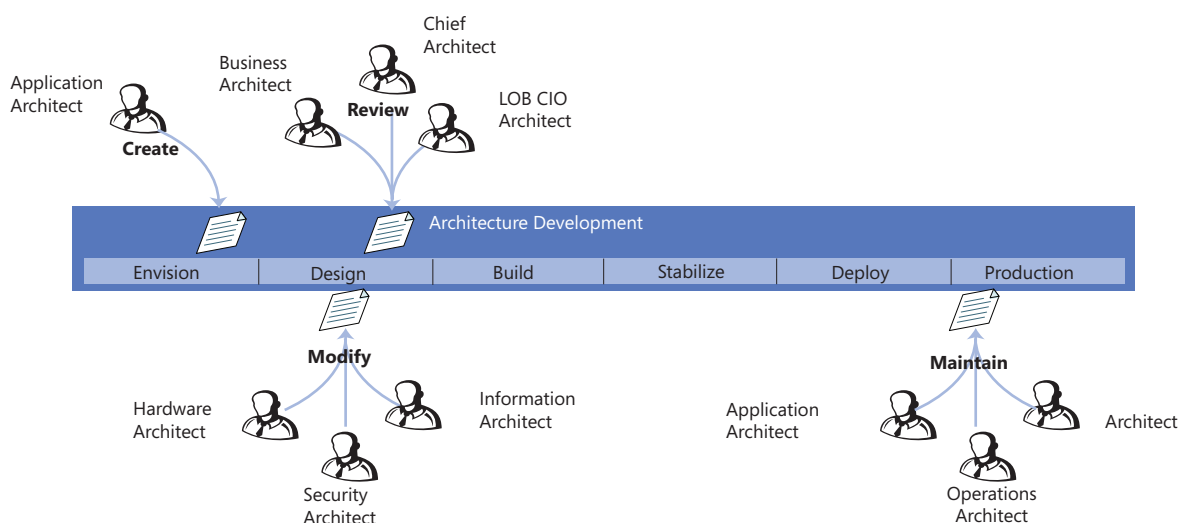 Chief
Architect
Business
Architect
Application
Architect
Review
LOB CIO
Architect
Create
Architecture Development
Envision
Design
Build
Stabilize
Deploy
Production
Modify
Maintain
Hardware
Architect
Information
Architect
Security
Architect
Application
Architect
Architect
Operations
Architect